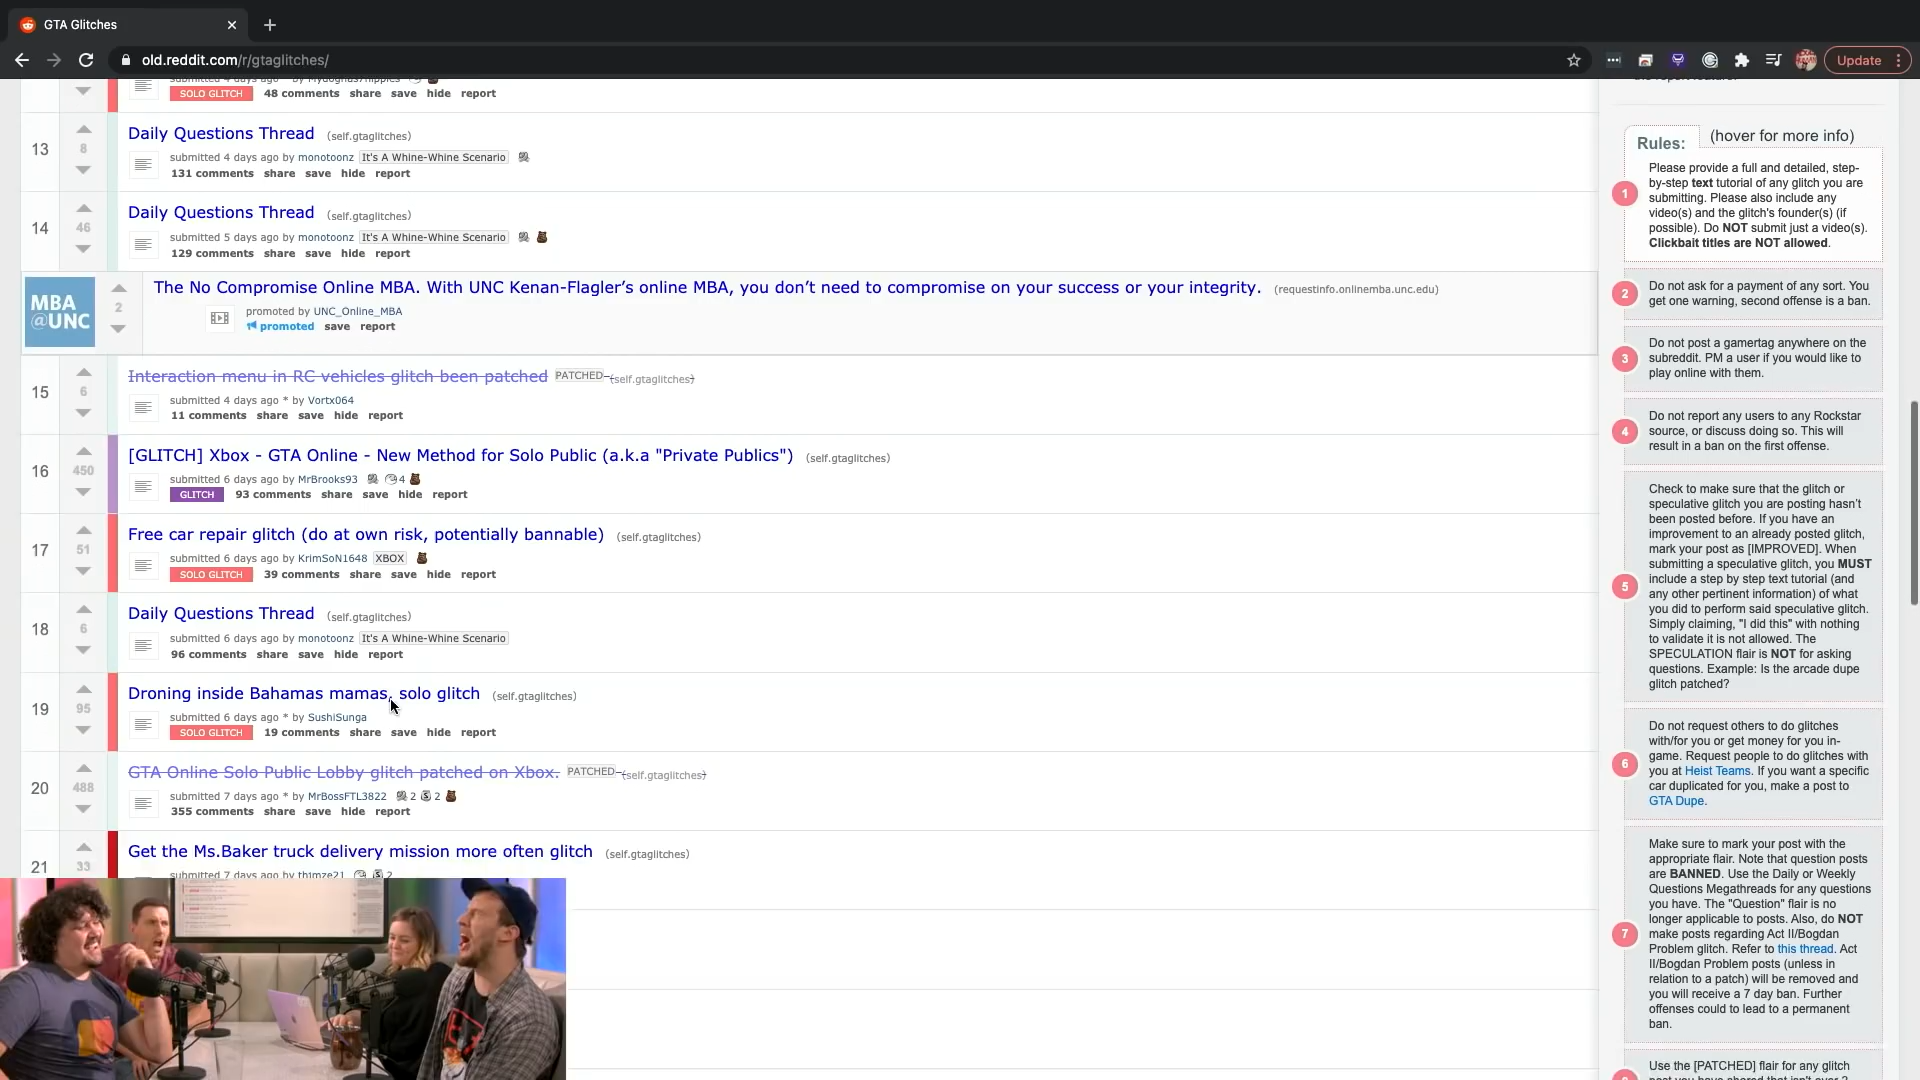 GTA Glitches
old.reddit.com/r/gtaglitches/
Update
SOLO GLITCH 48 comments share save hide report
13
8
Daily Questions Thread (self.gtaglitches)
submitted 4 days ago by monotoonz It's A Whine-Whine Scenario
131 comments share save hide report
14
46
Daily Questions Thread (self.gtaglitches)
submitted 5 days ago by monotoonz It's A Whine-Whine Scenario
129 comments share save hide report
MBA
@UNC
2
The No Compromise Online MBA. With UNC Kenan-Flagler’s online MBA, you don’t need to compromise on your success or your integrity. (requestinfo.onlinemba.unc.edu)
promoted by UNC_Online_MBA
promoted save report
15
6
Interaction menu in RC vehicles glitch been patched PATCHED (self.gtaglitches)
submitted 4 days ago * by Vortx064
11 comments share save hide report
16
450
[GLITCH] Xbox - GTA Online - New Method for Solo Public (a.k.a "Private Publics") (self.gtaglitches)
submitted 6 days ago by MrBrooks93 4
GLITCH 93 comments share save hide report
17
51
Free car repair glitch (do at own risk, potentially bannable) (self.gtaglitches)
submitted 6 days ago by KrimSoN1648 XBOX
SOLO GLITCH 39 comments share save hide report
18
6
Daily Questions Thread (self.gtaglitches)
submitted 6 days ago by monotoonz It's A Whine-Whine Scenario
96 comments share save hide report
19
95
Droning inside Bahamas mamas, solo glitch (self.gtaglitches)
submitted 6 days ago * by SushiSunga
SOLO GLITCH 19 comments share save hide report
20
488
GTA Online Solo Public Lobby glitch patched on Xbox. PATCHED (self.gtaglitches)
submitted 7 days ago * by MrBossFTL3822 2 2
355 comments share save hide report
21
33
Get the Ms.Baker truck delivery mission more often glitch (self.gtaglitches)
submitted 7 days ago by thimze21 2
Rules: (hover for more info)
1
Please provide a full and detailed, step-
by-step text tutorial of any glitch you are
submitting. Please also include any
video(s) and the glitch's founder(s) (if
possible). Do NOT submit just a video(s).
Clickbait titles are NOT allowed.
2
Do not ask for a payment of any sort. You
get one warning, second offense is a ban.
3
Do not post a gamertag anywhere on the
subreddit. PM a user if you would like to
play online with them.
4
Do not report any users to any Rockstar
source, or discuss doing so. This will
result in a ban on the first offense.
5
Check to make sure that the glitch or
speculative glitch you are posting hasn't
been posted before. If you have an
improvement to an already posted glitch,
mark your post as [IMPROVED]. When
submitting a speculative glitch, you MUST
include a step by step text tutorial (and
any other pertinent information) of what
you did to perform said speculative glitch.
Simply claiming, "I did this" with nothing
to validate it is not allowed. The
SPECULATION flair is NOT for asking
questions. Example: Is the arcade dupe
glitch patched?
6
Do not request others to do glitches
with/for you or get money for you in-
game. Request people to do glitches with
you at Heist Teams. If you want a specific
car duplicated for you, make a post to
GTA Dupe.
7
Make sure to mark your post with the
appropriate flair. Note that question posts
are BANNED. Use the Daily or Weekly
Questions Megathreads for any questions
you have. The "Question" flair is no
longer applicable to posts. Also, do NOT
make posts regarding Act II/Bogdan
Problem glitch. Refer to this thread. Act
II/Bogdan Problem posts (unless in
relation to a patch) will be removed and
you will receive a 7 day ban. Further
offenses could lead to a permanent
ban.
Use the [PATCHED] flair for any glitch